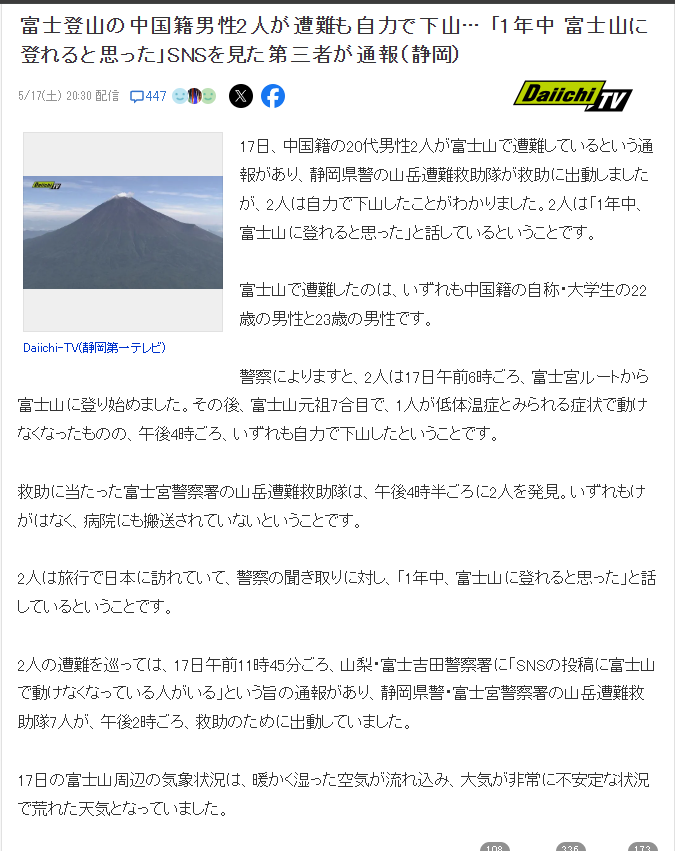 富士登山の中国籍男性2人が遭難も自力で下山… 「1年中 富士山に
登れると思った」SNSを見た第三者が通報(静岡)
5/17(土) 20:30 配信
447
Daiichi-TV
Daiichi-TV
17日、中国籍の20代男性2人が富士山で遭難しているという通
報があり、静岡県警の山岳遭難救助隊が救助に出動しました
が、2人は自力で下山したことがわかりました。2人は「1年中、
富士山に登れると思った」と話しているということです。
富士山で遭難したのは、いずれも中国籍の自称・大学生の22
歳の男性と23歳の男性です。
Daiichi-TV(静岡第一テレビ)
警察によりますと、2人は17日午前6時ごろ、富士宮ルートから
富士山に登り始めました。その後、富士山元祖7合目で、1人が低体温症とみられる症状で動け
なくなったものの、午後4時ごろ、いずれも自力で下山したということです。
救助に当たった富士宮警察署の山岳遭難救助隊は、午後4時半ごろに2人を発見。いずれもけ
がはなく、病院にも搬送されていないということです。
2人は旅行で日本に訪れていて、警察の聞き取りに対し、「1年中、富士山に登れると思った」と話
しているということです。
2人の遭難を巡っては、17日午前11時45分ごろ、山梨・富士吉田警察署に「SNSの投稿に富士山
で動けなくなっている人がいる」という旨の通報があり、静岡県警・富士宮警察署の山岳遭難救
助隊7人が、午後2時ごろ、救助のために出動していました。
17日の富士山周辺の気象状況は、暖かく湿った空気が流れ込み、大気が非常に不安定な状況
で荒れた天気となっていました。